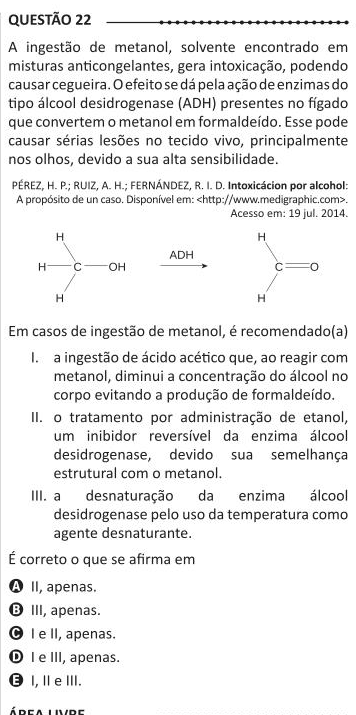 QUESTÃO 22
A ingestão de metanol, solvente encontrado em
misturas anticongelantes, gera intoxicação, podendo
causar cegueira. O efeito se dá pela ação de enzimas do
tipo álcool desidrogenase (ADH) presentes no fígado
que convertem o metanol em formaldeído. Esse pode
causar sérias lesões no tecido vivo, principalmente
nos olhos, devido a sua alta sensibilidade.
PÉREZ, H. P.; RUIZ, A. H.; FERNÁNDEZ, R. I. D. Intoxicácion por alcohol:
A propósito de un caso. Disponível em: <http://www.medigraphic.com>.
Acesso em: 19 jul. 2014.
H H
ADH
H C OH C O
H H
Em casos de ingestão de metanol, é recomendado(a)
I. a ingestão de ácido acético que, ao reagir com
metanol, diminui a concentração do álcool no
corpo evitando a produção de formaldeído.
II. o tratamento por administração de etanol,
um inibidor reversível da enzima álcool
desidrogenase, devido sua semelhança
estrutural com o metanol.
III. a desnaturação da enzima álcool
desidrogenase pelo uso da temperatura como
agente desnaturante.
É correto o que se afirma em
A II, apenas.
B III, apenas.
C I e II, apenas.
D I e III, apenas.
E I, II e III.
ÁREA LIVRE